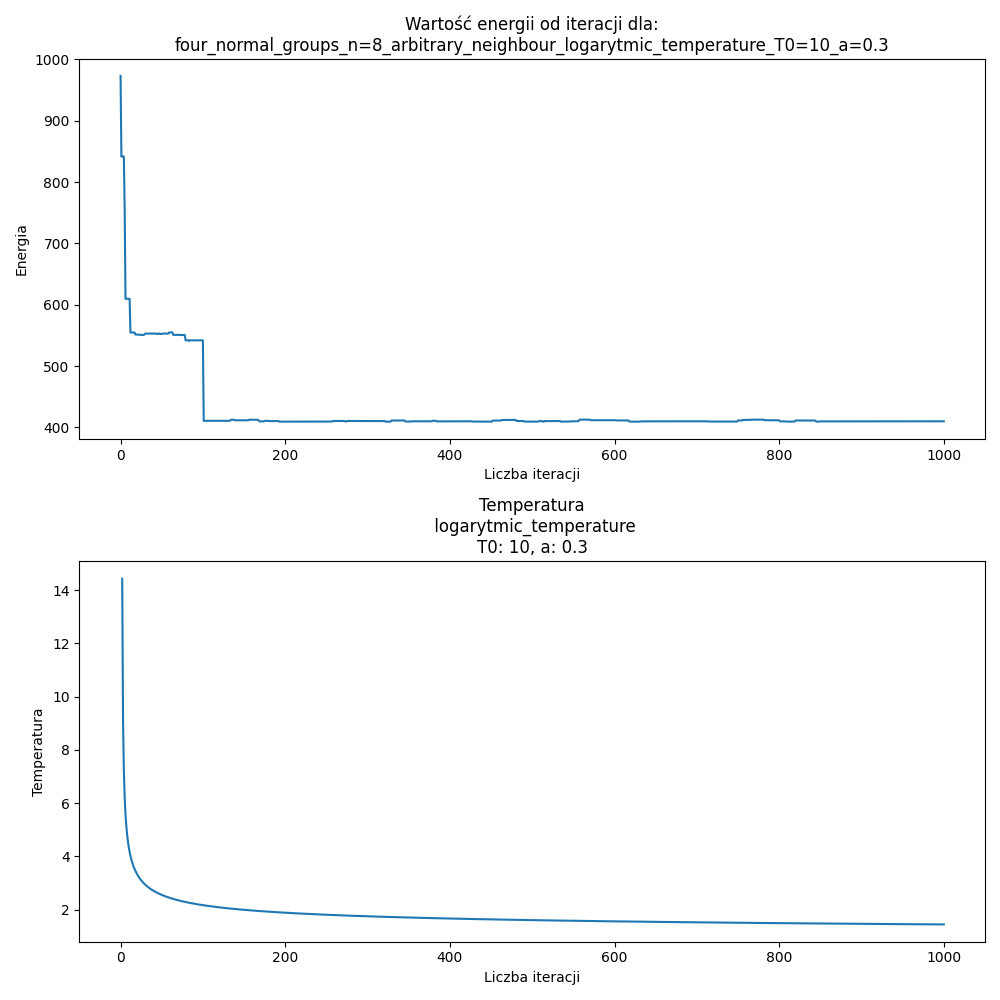 Wartość energii od iteracji dla:
four_normal_groups_n=8_arbitrary_neighbour_logarytmic_temperature_T0=10_a=0.3
1000
900
800
700
600
500
400
Energia
0 200 400 600 800 1000
Liczba iteracji
Temperatura
logarytmic_temperature
T0: 10, a: 0.3
14
12
10
8
6
4
2
Temperatura
0 200 400 600 800 1000
Liczba iteracji